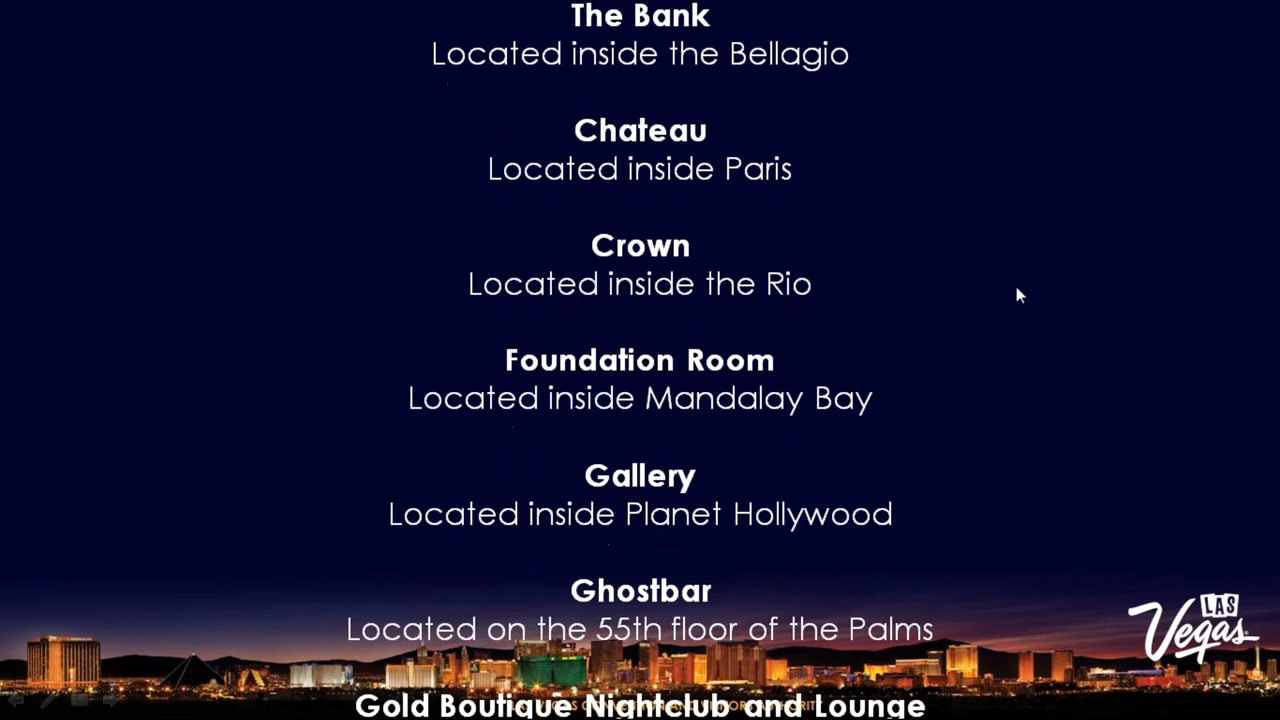 The Bank
Located inside the Bellagio
Chateau
Located inside Paris
Crown
Located inside the Rio
Foundation Room
Located inside Mandalay Bay
Gallery
Located inside Planet Hollywood
Ghostbar
Located on the 55th floor of the Palms
LAS
Vegas
Gold Boutique Nightclub and Lounge